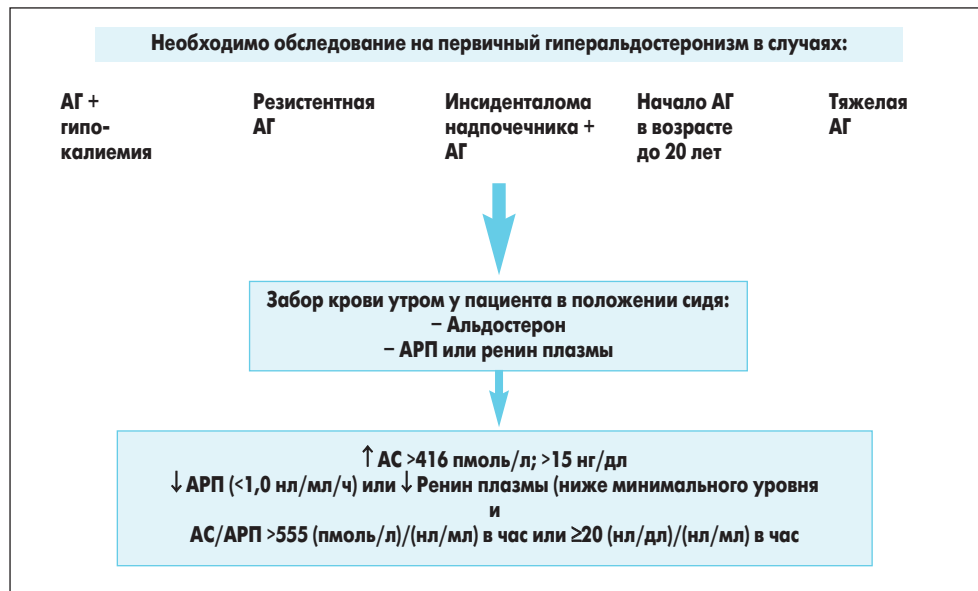 Необходимо обследование на первичный гиперальдостеронизм в случаях:
АГ +
гипо-
калиемия
Резистентная
АГ
Инсиденталома
надпочечника +
АГ
Начало АГ
в возрасте
до 20 лет
Тяжелая
АГ
Забор крови утром у пациента в положении сидя:
– Альдостерон
– АРП или ренин плазмы
↑ АС >416 пмоль/л; >15 нг/дл
↓ АРП (<1,0 нл/мл/ч) или ↓ Ренин плазмы (ниже минимального уровня
и
АС/АРП >555 (пмоль/л)/(нл/мл) в час или ≥20 (нл/дл)/(нл/мл) в час